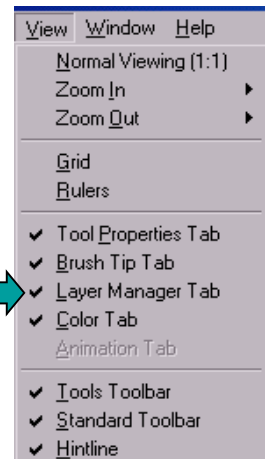 View Window Help
Normal Viewing (1:1)
Zoom In
Zoom Out
Grid
Rulers
Tool Properties Tab
Brush Tip Tab
Layer Manager Tab
Color Tab
Animation Tab
Tools Toolbar
Standard Toolbar
Hintline